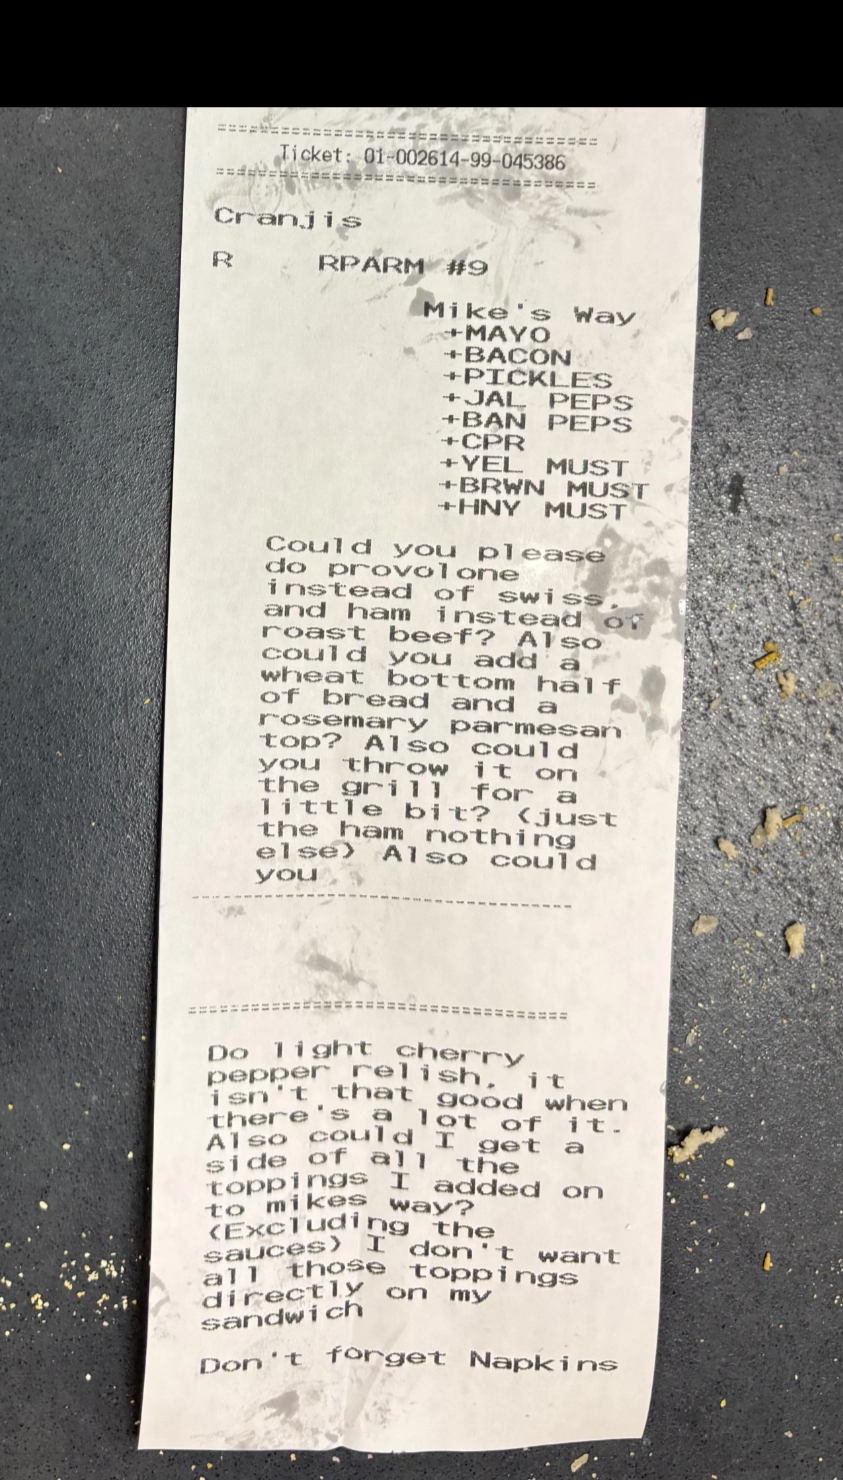 ==================================
Ticket: 01-002614-99-045386
==================================
Cranjis
R RPARM #9
Mike's Way
+MAYO
+BACON
+PICKLES
+JAL PEPS
+BAN PEPS
+CPR
+YEL MUST
+BRWN MUST
+HNY MUST
Could you please
do provolone
instead of swiss,
and ham instead of
roast beef? Also
could you add a
wheat bottom half
of bread and a
rosemary parmesan
top? Also could
you throw it on
the grill for a
little bit? (just
the ham nothing
else) Also could
you
----------------------------------
==================================
Do light cherry
pepper relish, it
isn't that good when
there's a lot of it.
Also could I get a
side of all the
toppings I added on
to mikes way?
(Excluding the
sauces) I don't want
all those toppings
directly on my
sandwich
Don't forget Napkins